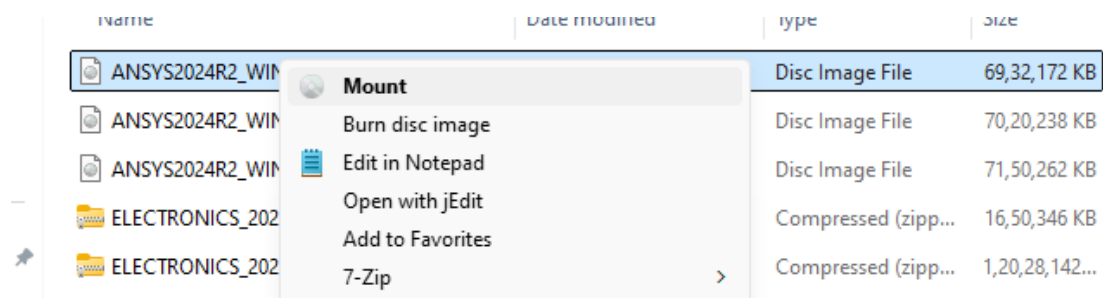 Name Date modified Type Size
ANSYS2024R2_WIN Disc Image File 69,32,172 KB
Mount
ANSYS2024R2_WIN Disc Image File 70,20,238 KB
Burn disc image
ANSYS2024R2_WIN Disc Image File 71,50,262 KB
Edit in Notepad
Open with jEdit
ELECTRONICS_202 Compressed (zipp... 16,50,346 KB
Add to Favorites
ELECTRONICS_202 Compressed (zipp... 1,20,28,142...
7-Zip